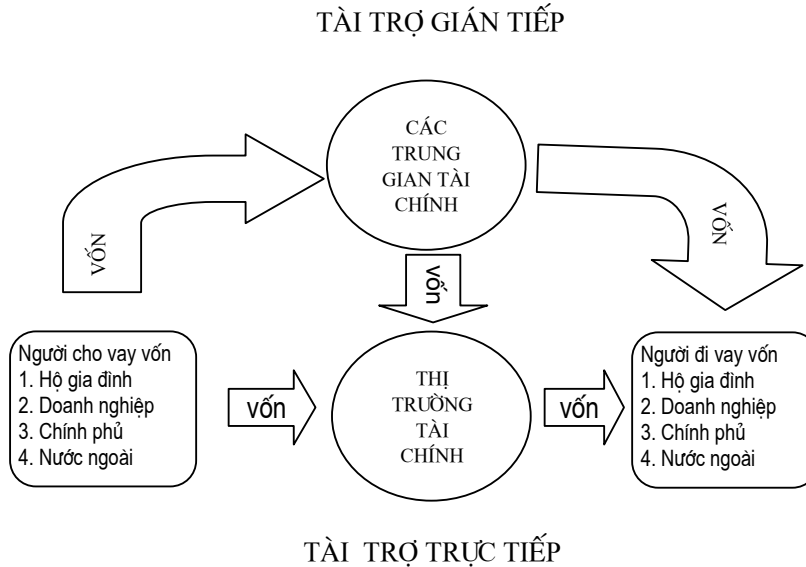 TÀI TRỢ GIÁN TIẾP
CÁC
TRUNG
GIAN TÀI
CHÍNH
VỐN
VỐN
vốn
Người cho vay vốn
1. Hộ gia đình
2. Doanh nghiệp
3. Chính phủ
4. Nước ngoài
vốn
THỊ
TRƯỜNG
TÀI
CHÍNH
vốn
Người đi vay vốn
1. Hộ gia đình
2. Doanh nghiệp
3. Chính phủ
4. Nước ngoài
TÀI TRỢ TRỰC TIẾP